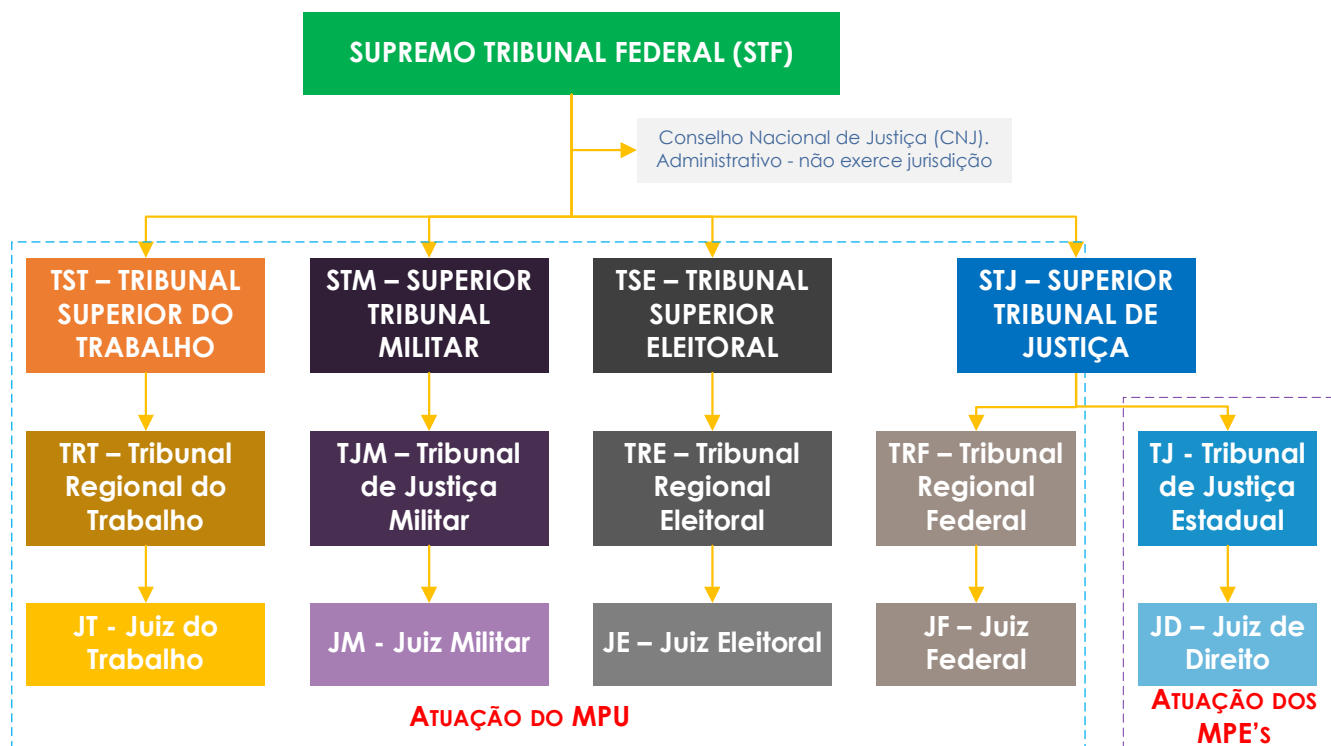 SUPREMO TRIBUNAL FEDERAL (STF)
Conselho Nacional de Justiça (CNJ).
Administrativo - não exerce jurisdição
TST – TRIBUNAL
SUPERIOR DO
TRABALHO
STM – SUPERIOR
TRIBUNAL
MILITAR
TSE – TRIBUNAL
SUPERIOR
ELEITORAL
STJ – SUPERIOR
TRIBUNAL DE
JUSTIÇA
TRT – Tribunal
Regional do
Trabalho
TJM – Tribunal
de Justiça
Militar
TRE – Tribunal
Regional
Eleitoral
TRF – Tribunal
Regional
Federal
TJ - Tribunal
de Justiça
Estadual
JT - Juiz do
Trabalho
JM - Juiz Militar
JE – Juiz Eleitoral
JF – Juiz
Federal
JD – Juiz de
Direito
ATUAÇÃO DO MPU
ATUAÇÃO DOS
MPE'S